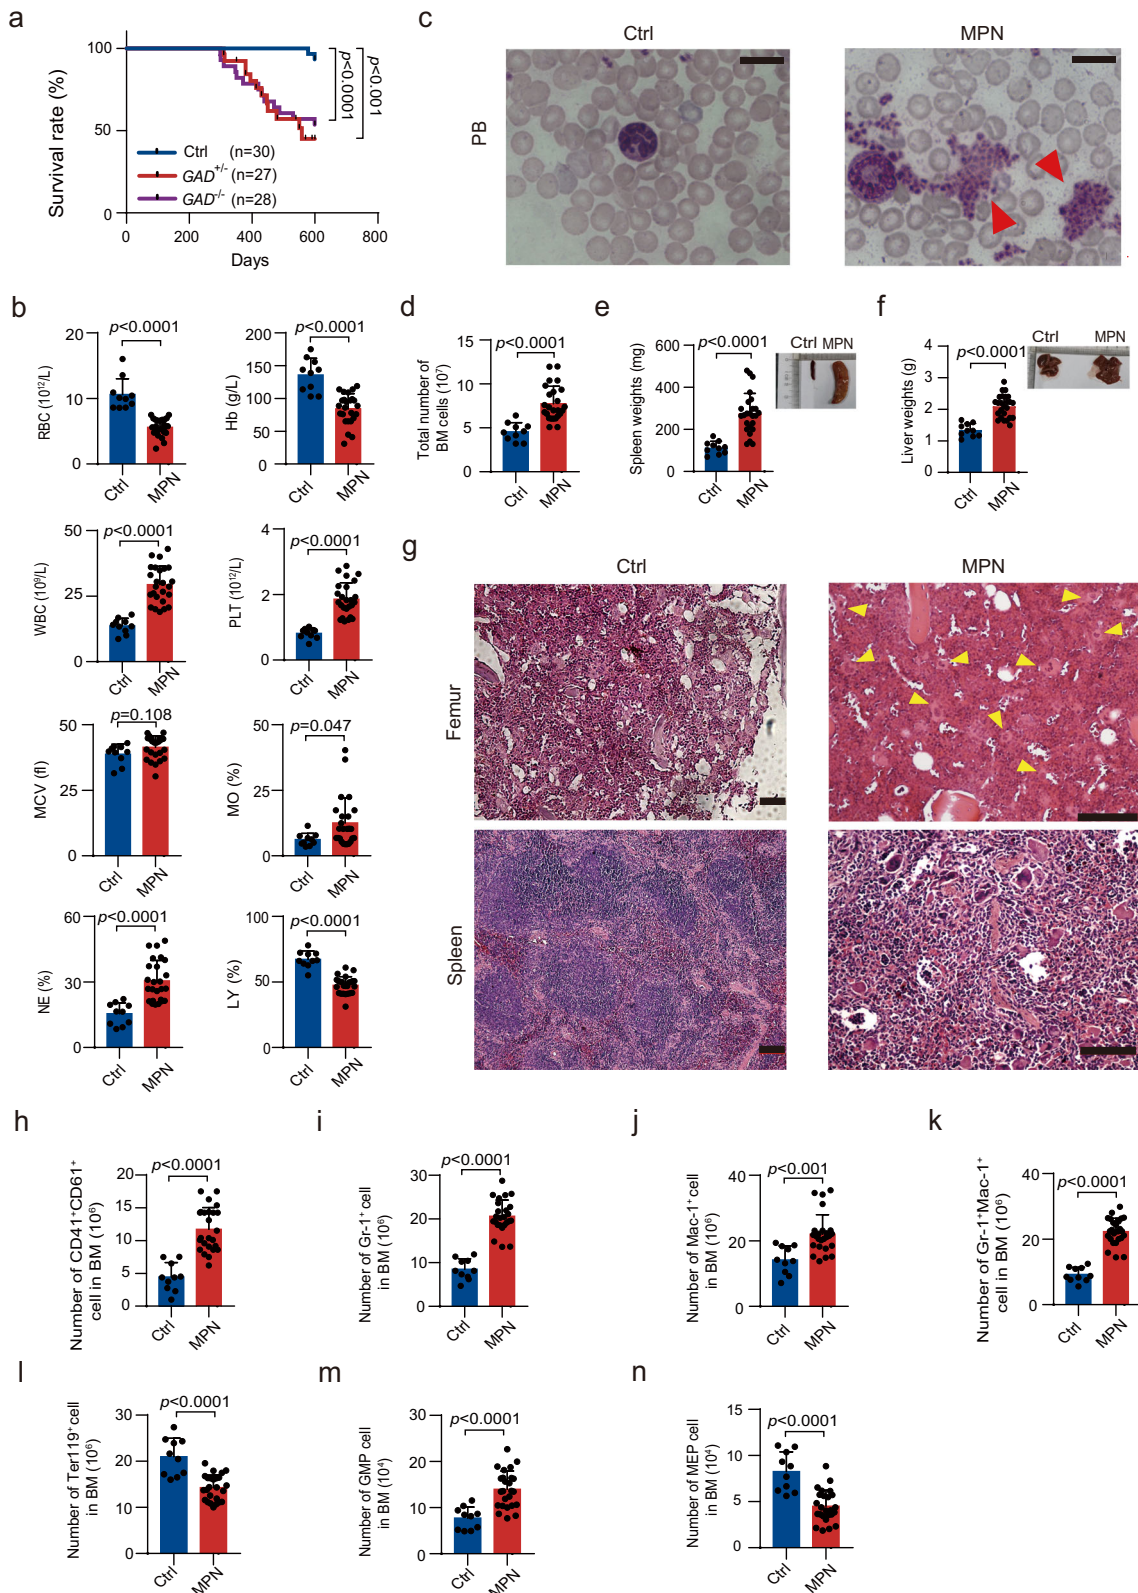 a
Survival rate (%)
100
50
0
0 200 400 600 800
Days
Ctrl (n=30)
GAD+/- (n=27)
GAD-/- (n=28)
p<0.0001
p<0.001
c
Ctrl
MPN
PB
b
RBC (10¹²/L)
20
10
0
p<0.0001
Ctrl
MPN
Hb (g/L)
200
150
100
50
0
p<0.0001
Ctrl
MPN
WBC (10⁹/L)
50
25
0
p<0.0001
Ctrl
MPN
PLT (10¹²/L)
4
2
0
p<0.0001
Ctrl
MPN
MCV (fl)
50
25
0
p=0.108
Ctrl
MPN
MO (%)
50
25
0
p=0.047
Ctrl
MPN
NE (%)
60
30
0
p<0.0001
Ctrl
MPN
LY (%)
100
50
0
p<0.0001
Ctrl
MPN
d
Total number of
BM cells (10⁷)
15
10
5
0
p<0.0001
Ctrl
MPN
e
Spleen weights (mg)
600
400
200
0
p<0.0001
Ctrl
MPN
Ctrl MPN
f
Liver weights (g)
4
3
2
1
0
p<0.0001
Ctrl
MPN
Ctrl MPN
g
Ctrl
MPN
Femur
Spleen
h
Number of CD41⁺CD61⁺
cell in BM (10⁶)
20
15
10
5
0
p<0.0001
Ctrl
MPN
i
Number of Gr-1⁺ cell
in BM (10⁶)
30
20
10
0
p<0.0001
Ctrl
MPN
j
Number of Mac-1⁺ cell
in BM (10⁶)
40
20
0
p<0.001
Ctrl
MPN
k
Number of Gr-1⁺Mac-1⁺
cell in BM (10⁶)
40
20
0
p<0.0001
Ctrl
MPN
l
Number of Ter119⁺ cell
in BM (10⁶)
30
20
10
0
p<0.0001
Ctrl
MPN
m
Number of GMP cell
in BM (10⁴)
30
20
10
0
p<0.0001
Ctrl
MPN
n
Number of MEP cell
in BM (10⁴)
15
10
5
0
p<0.0001
Ctrl
MPN